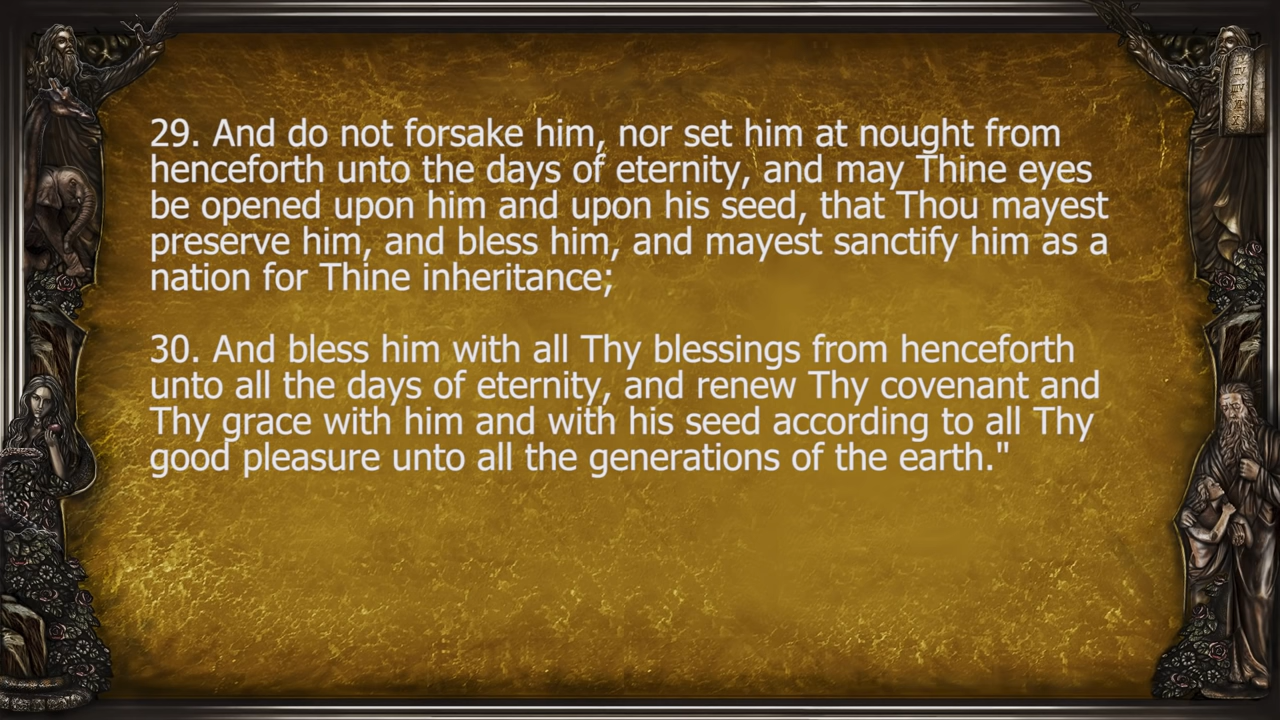 29. And do not forsake him, nor set him at nought from
henceforth unto the days of eternity, and may Thine eyes
be opened upon him and upon his seed, that Thou mayest
preserve him, and bless him, and mayest sanctify him as a
nation for Thine inheritance;
30. And bless him with all Thy blessings from henceforth
unto all the days of eternity, and renew Thy covenant and
Thy grace with him and with his seed according to all Thy
good pleasure unto all the generations of the earth."